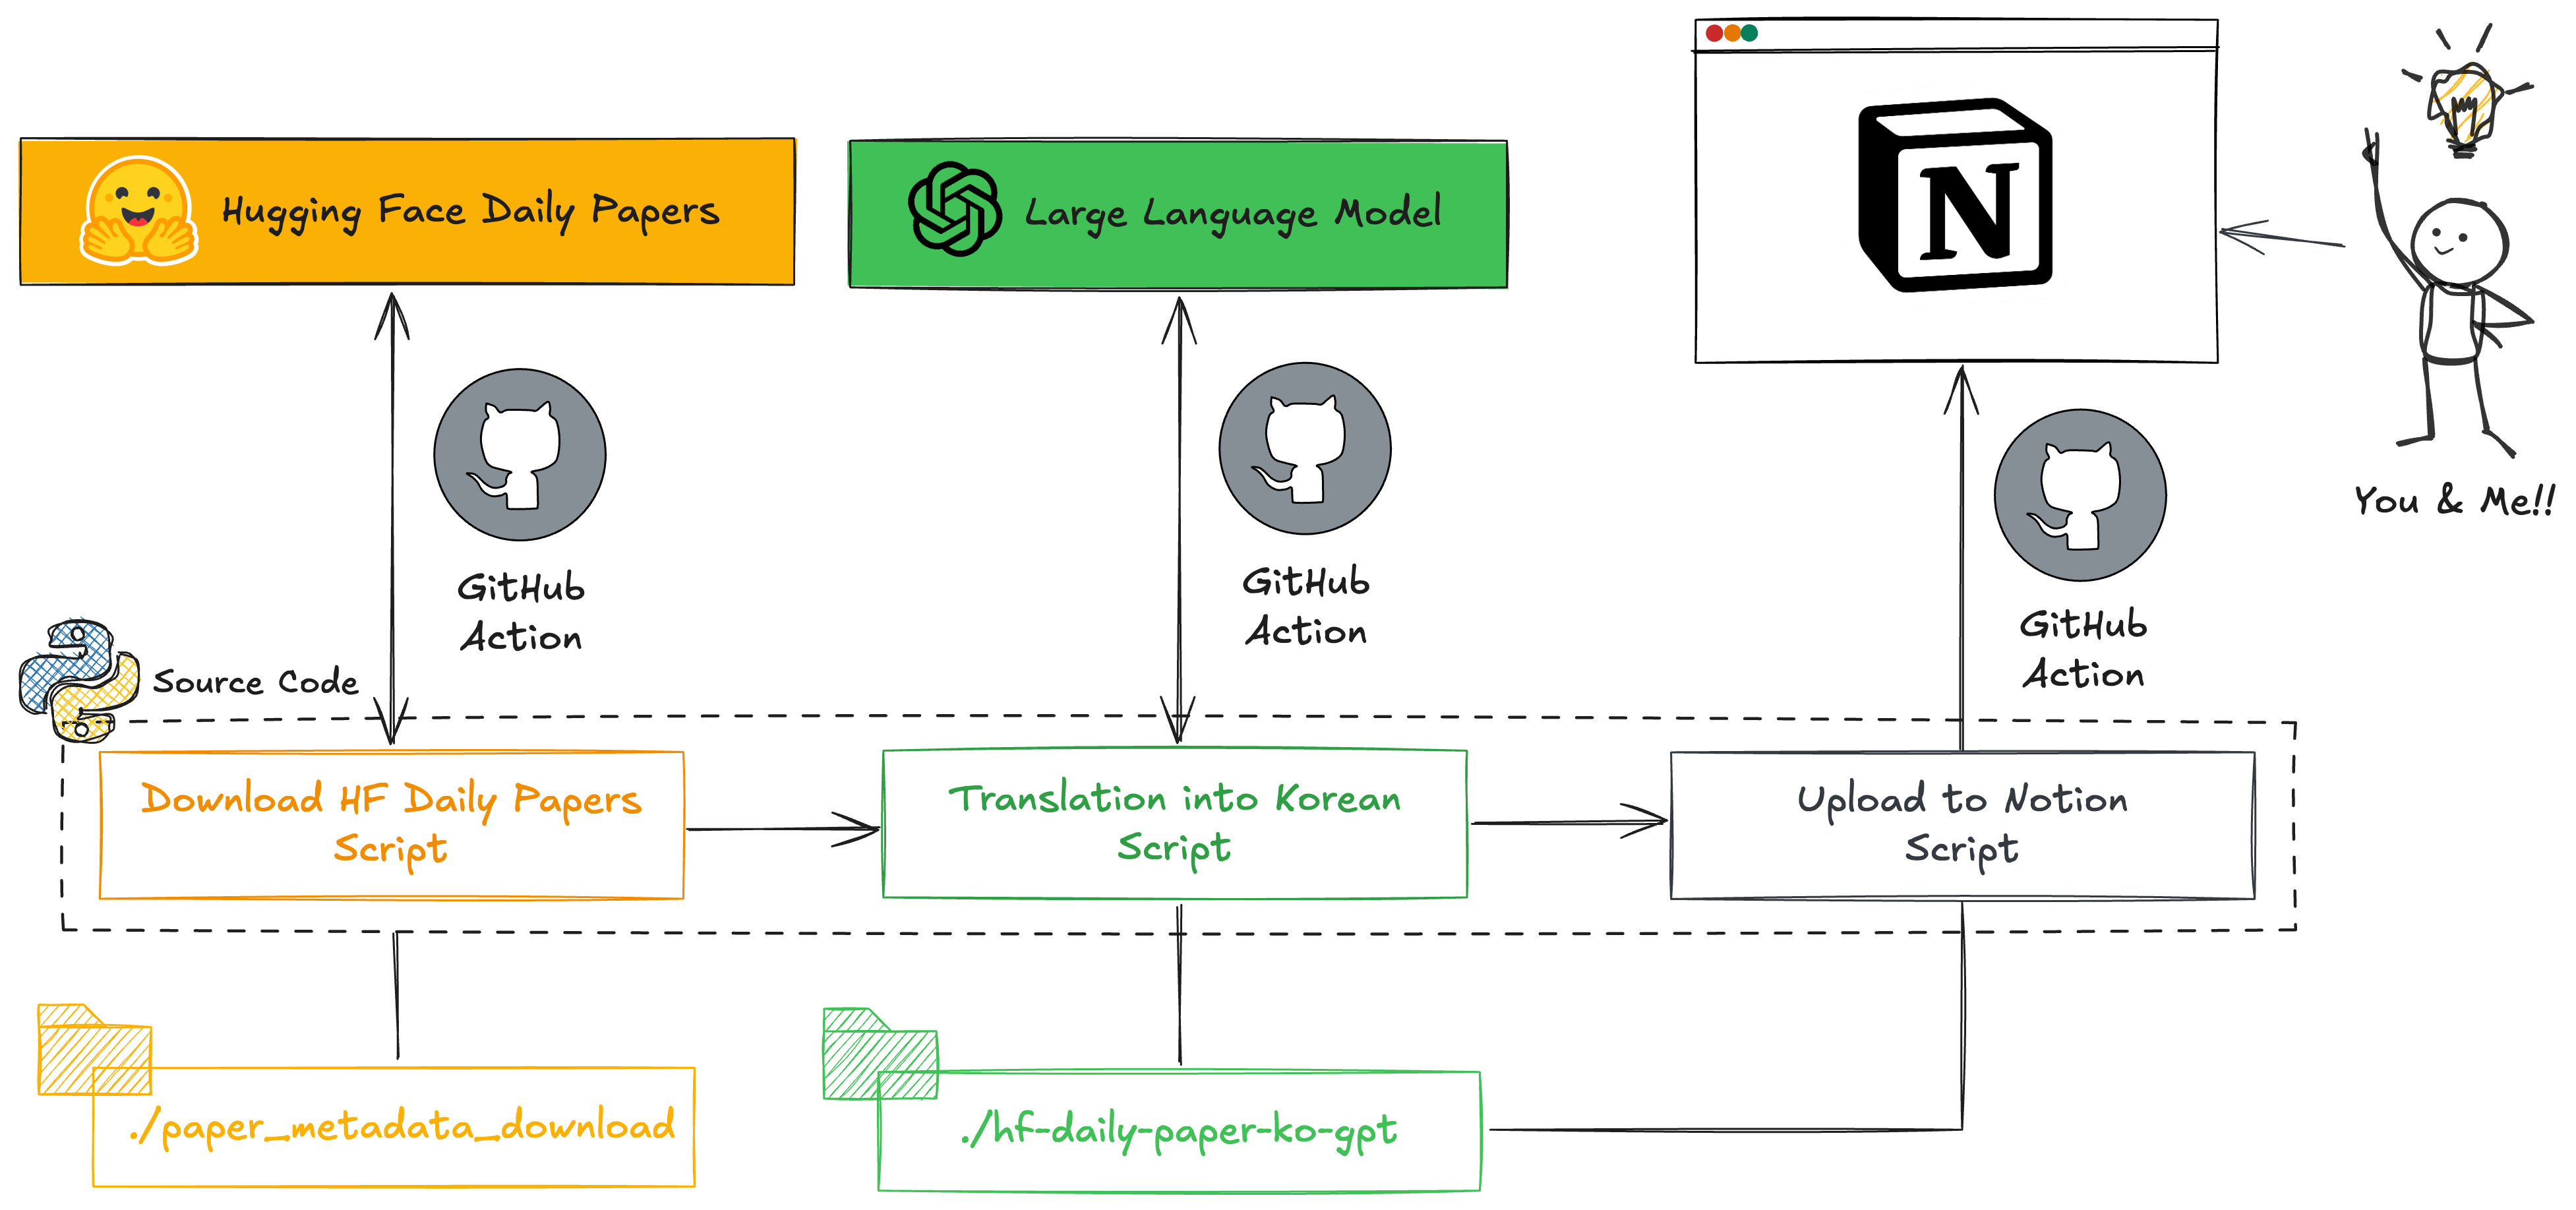 Hugging Face Daily Papers
Large Language Model
N
You & Me!!
GitHub
Action
GitHub
Action
GitHub
Action
Source Code
Download HF Daily Papers
Script
Translation into Korean
Script
Upload to Notion
Script
./paper_metadata_download
./hf-daily-paper-ko-gpt